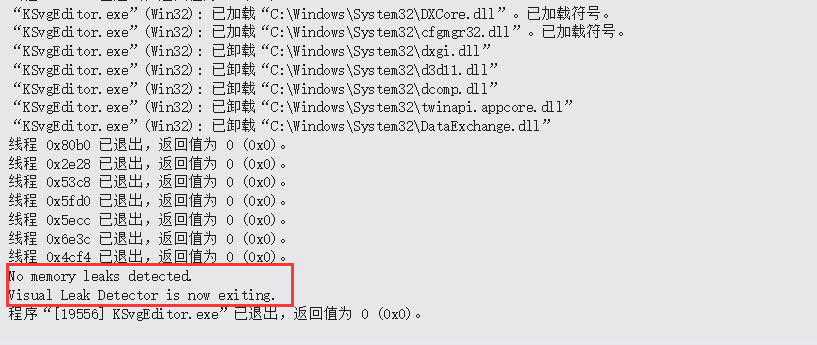 “KSvgEditor.exe”(Win32): 已加载“C:\Windows\System32\DXCore.dll”。已加载符号。
“KSvgEditor.exe”(Win32): 已加载“C:\Windows\System32\cfgmgr32.dll”。已加载符号。
“KSvgEditor.exe”(Win32): 已卸载“C:\Windows\System32\dxgi.dll”
“KSvgEditor.exe”(Win32): 已卸载“C:\Windows\System32\d3d11.dll”
“KSvgEditor.exe”(Win32): 已卸载“C:\Windows\System32\dcomp.dll”
“KSvgEditor.exe”(Win32): 已卸载“C:\Windows\System32\twinapi.appcore.dll”
“KSvgEditor.exe”(Win32): 已卸载“C:\Windows\System32\DataExchange.dll”
线程 0x80b0 已退出，返回值为 0 (0x0)。
线程 0x2e28 已退出，返回值为 0 (0x0)。
线程 0x53c8 已退出，返回值为 0 (0x0)。
线程 0x5fd0 已退出，返回值为 0 (0x0)。
线程 0x5ecc 已退出，返回值为 0 (0x0)。
线程 0x6e3c 已退出，返回值为 0 (0x0)。
线程 0x4cf4 已退出，返回值为 0 (0x0)。
No memory leaks detected.
Visual Leak Detector is now exiting.
程序“[19556] KSvgEditor.exe”已退出，返回值为 0 (0x0)。